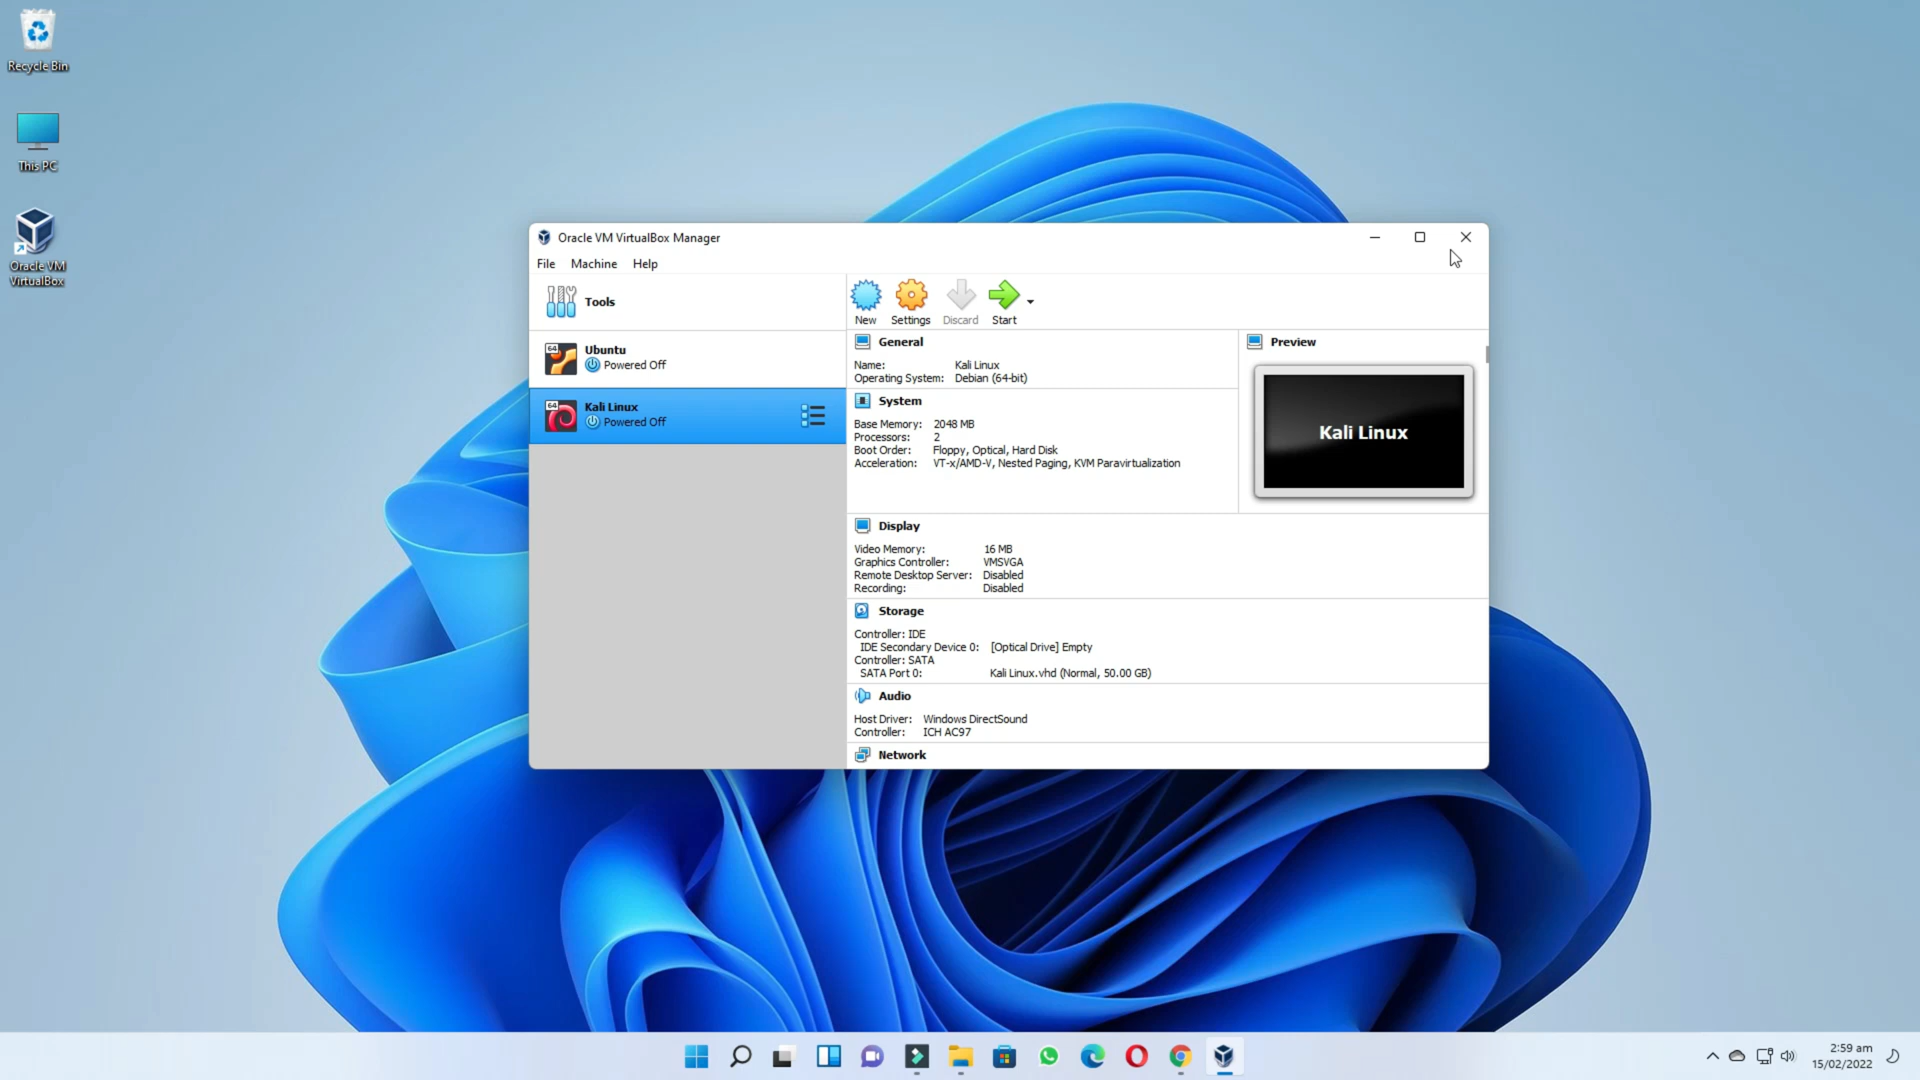 Recycle Bin
This PC
Oracle VM
VirtualBox
Oracle VM VirtualBox Manager
File Machine Help
Tools
New Settings Discard Start
64 Ubuntu
Powered Off
64 Kali Linux
Powered Off
General
Name: Kali Linux
Operating System: Debian (64-bit)
System
Base Memory: 2048 MB
Processors: 2
Boot Order: Floppy, Optical, Hard Disk
Acceleration: VT-x/AMD-V, Nested Paging, KVM Paravirtualization
Preview
Kali Linux
Display
Video Memory: 16 MB
Graphics Controller: VMSVGA
Remote Desktop Server: Disabled
Recording: Disabled
Storage
Controller: IDE
IDE Secondary Device 0: [Optical Drive] Empty
Controller: SATA
SATA Port 0: Kali Linux.vhd (Normal, 50.00 GB)
Audio
Host Driver: Windows DirectSound
Controller: ICH AC97
Network
2:59 am
15/02/2022